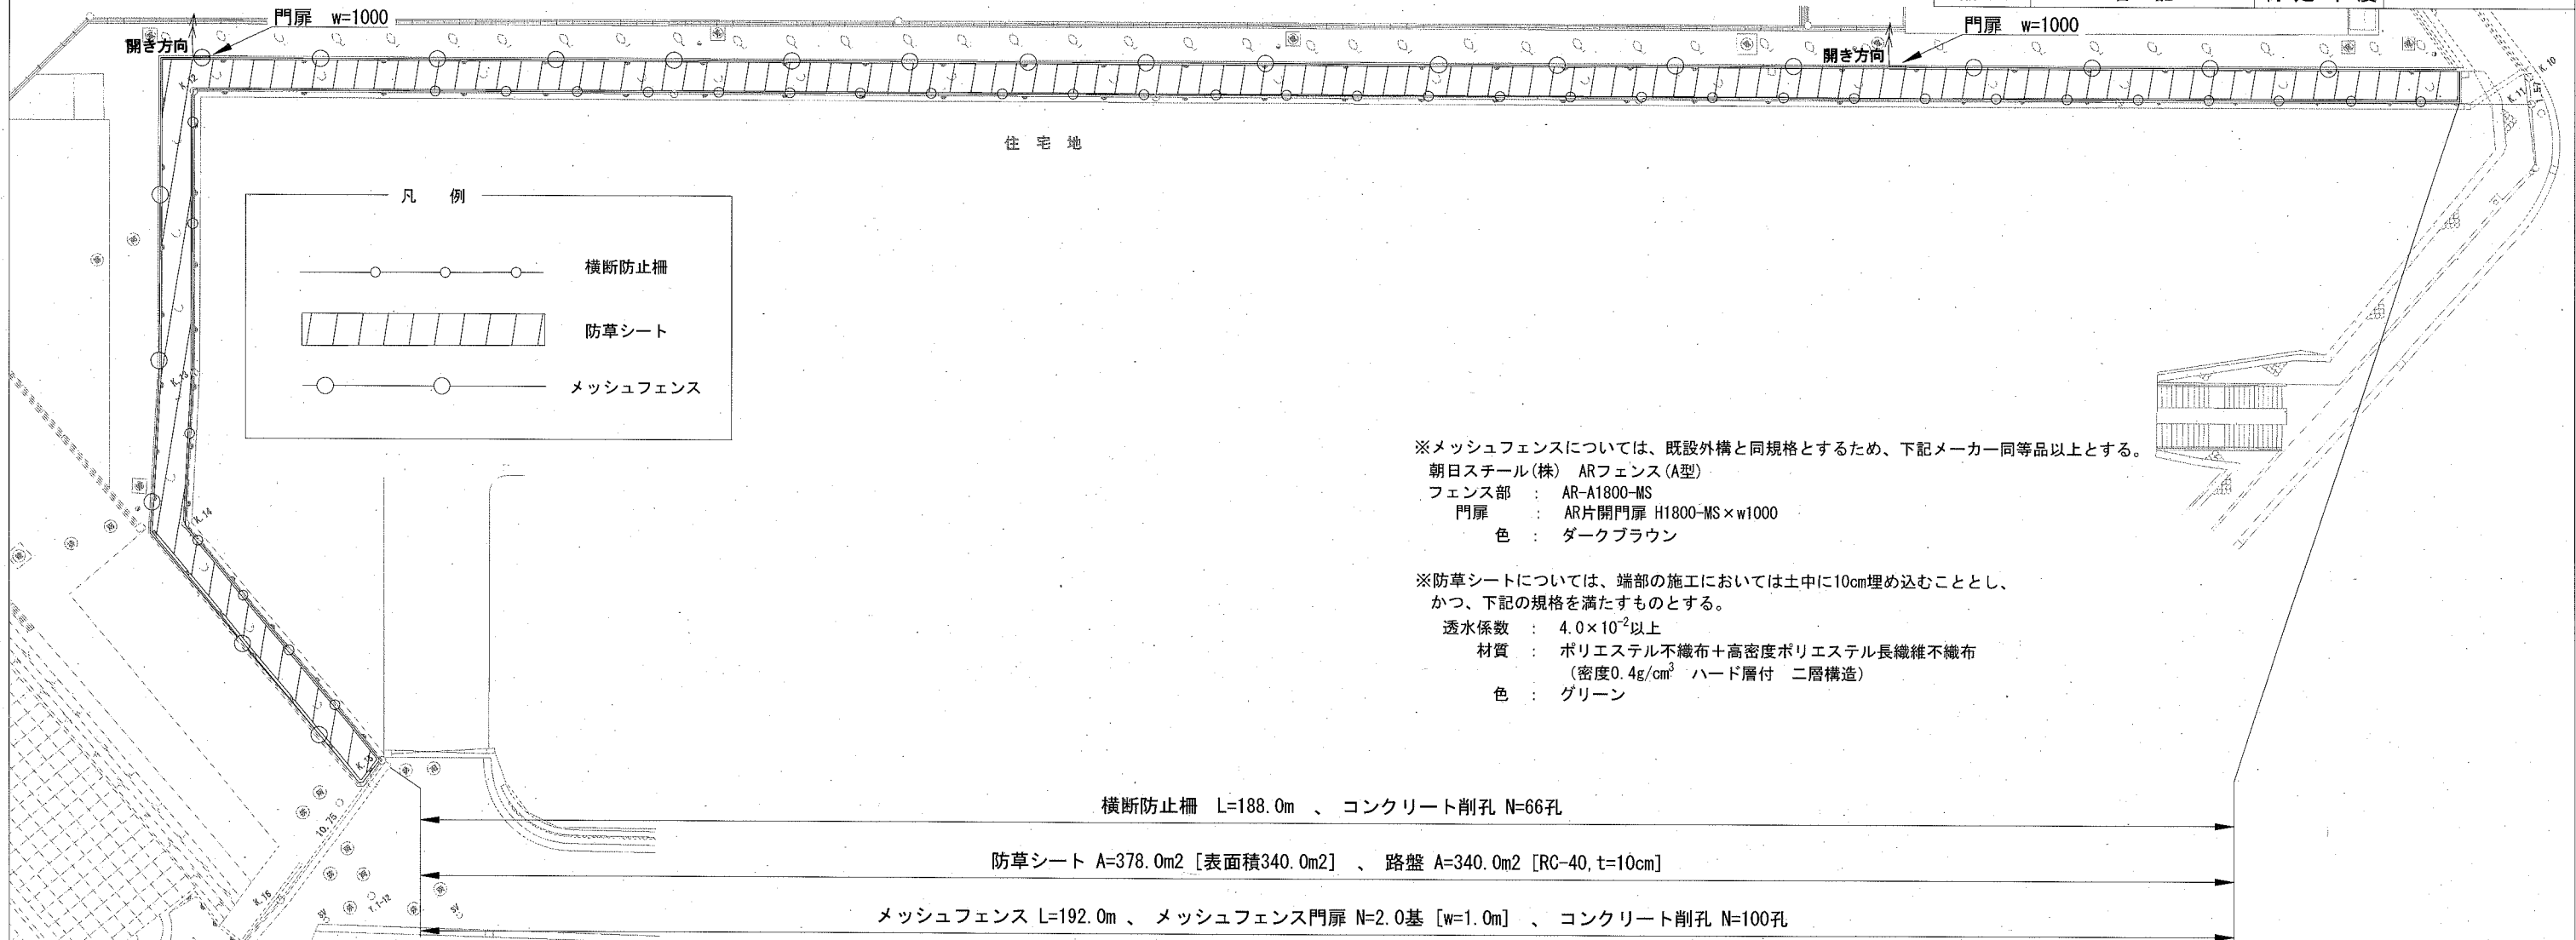 門扉　w=1000
開き方向
門扉　w=1000
開き方向
K.10
K.11
K.12
住　宅　地
凡　例
横断防止柵
防草シート
メッシュフェンス
K.13
K.14
※メッシュフェンスについては、既設外構と同規格とするため、下記メーカー同等品以上とする。
朝日スチール(株)　ARフェンス(A型)
フェンス部　：　AR-A1800-MS
門扉　：　AR片開門扉 H1800-MS×w1000
色　：　ダークブラウン
※防草シートについては、端部の施工においては土中に10cm埋め込むこととし、
かつ、下記の規格を満たすものとする。
透水係数　：　4.0×10⁻²以上
材質　：　ポリエステル不織布＋高密度ポリエステル長繊維不織布
（密度0.4g/cm³　ハード層付　二層構造）
色　：　グリーン
K.15
10.75
K.16
T.1-12
横断防止柵　L=188.0m　、　コンクリート削孔 N=66孔
防草シート A=378.0m2 [表面積340.0m2]　、　路盤 A=340.0m2 [RC-40, t=10cm]
メッシュフェンス L=192.0m 、　メッシュフェンス門扉 N=2.0基 [w=1.0m]　、　コンクリート削孔 N=100孔